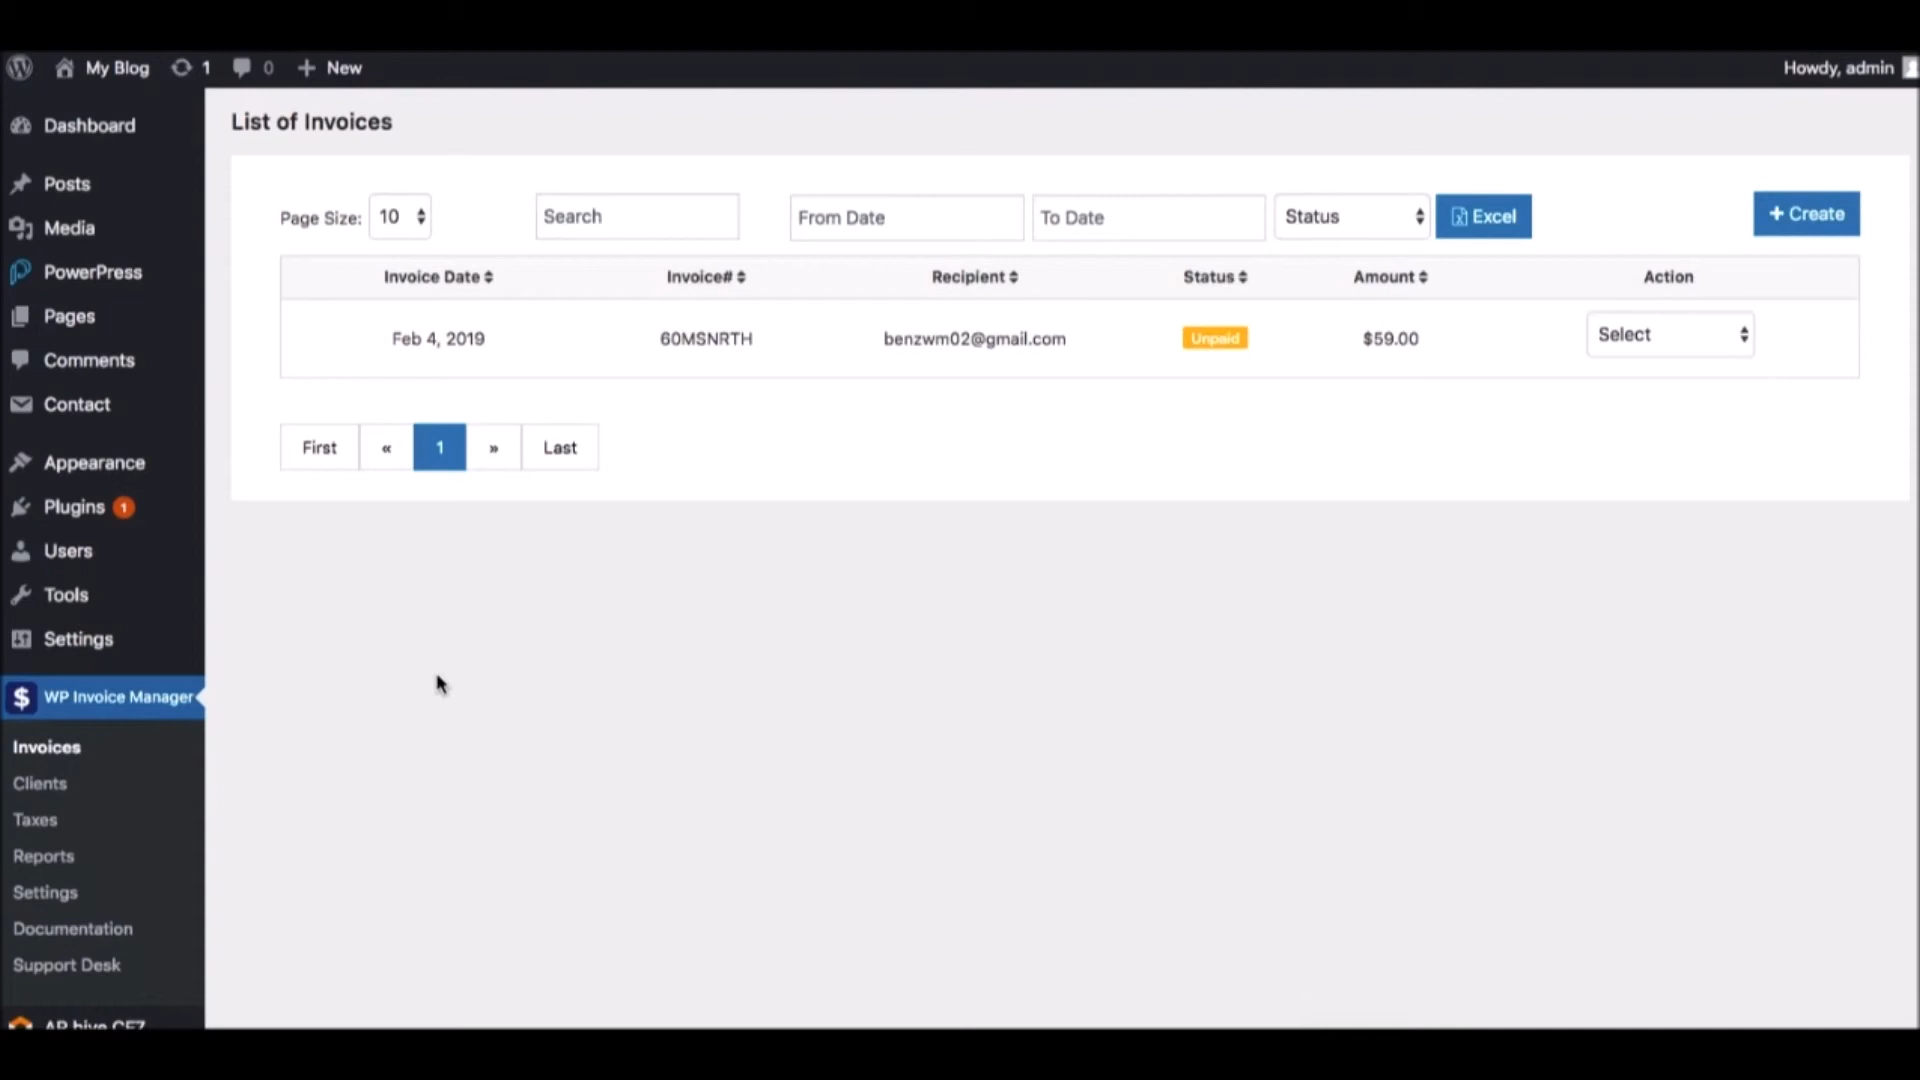 My Blog 1 0 + New Howdy, admin
Dashboard
Posts
Media
PowerPress
Pages
Comments
Contact
Appearance
Plugins 1
Users
Tools
Settings
$ WP Invoice Manager
Invoices
Clients
Taxes
Reports
Settings
Documentation
Support Desk
List of Invoices
Page Size: 10 Search From Date To Date Status Excel + Create
Invoice Date Invoice# Recipient Status Amount Action
Feb 4, 2019 60MSNRTH benzwm02@gmail.com Unpaid $59.00 Select
First « 1 » Last